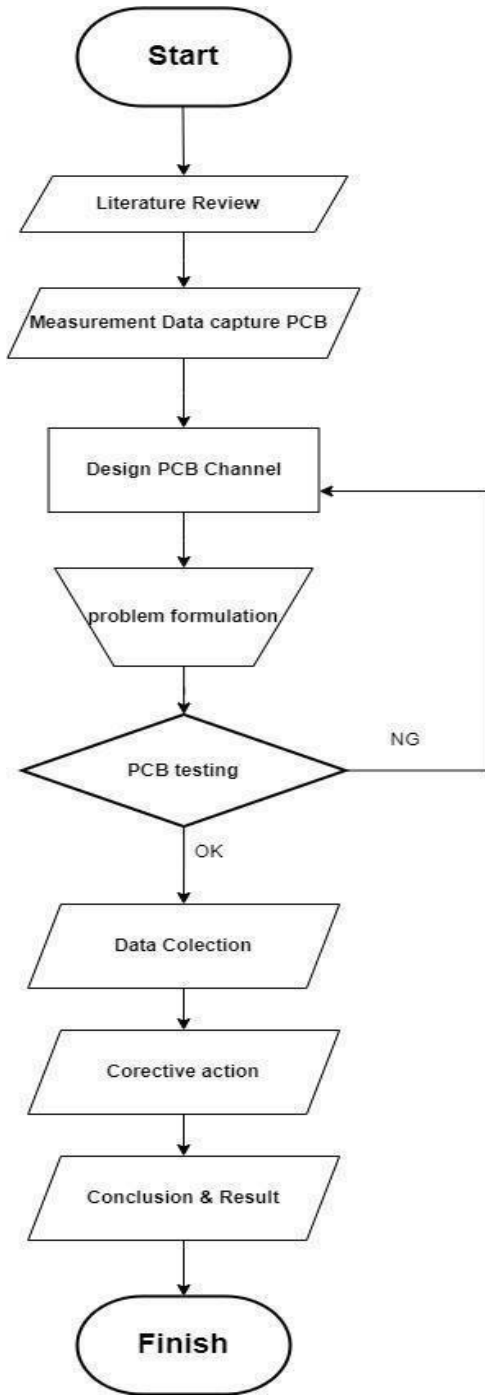 Start
Literature Review
Measurement Data capture PCB
Design PCB Channel
problem formulation
NG
PCB testing
OK
Data Colection
Corective action
Conclusion & Result
Finish